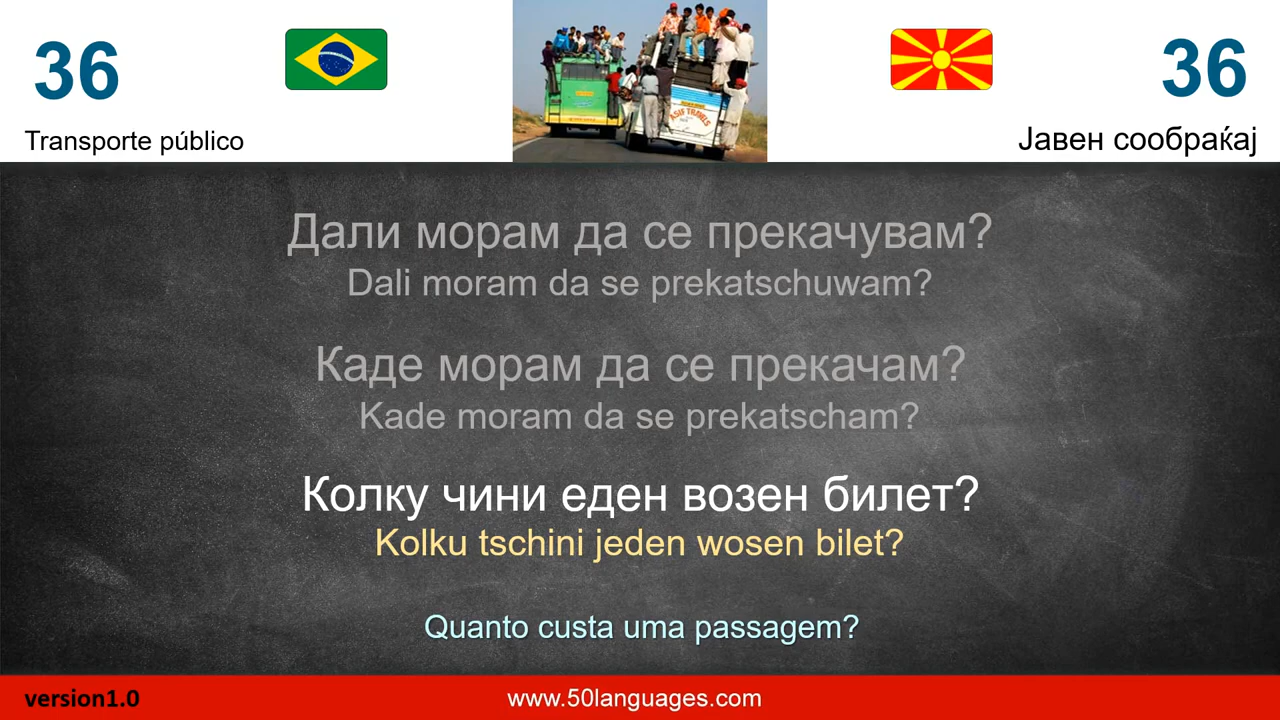 36
36
Transporte público
Јавен сообраќај
ASIF TRAVELS
Дали морам да се прекачувам?
Dali moram da se prekatschuwam?
Каде морам да се прекачам?
Kade moram da se prekatscham?
Колку чини еден возен билет?
Kolku tschini jeden wosen bilet?
Quanto custa uma passagem?
version1.0
www.50languages.com